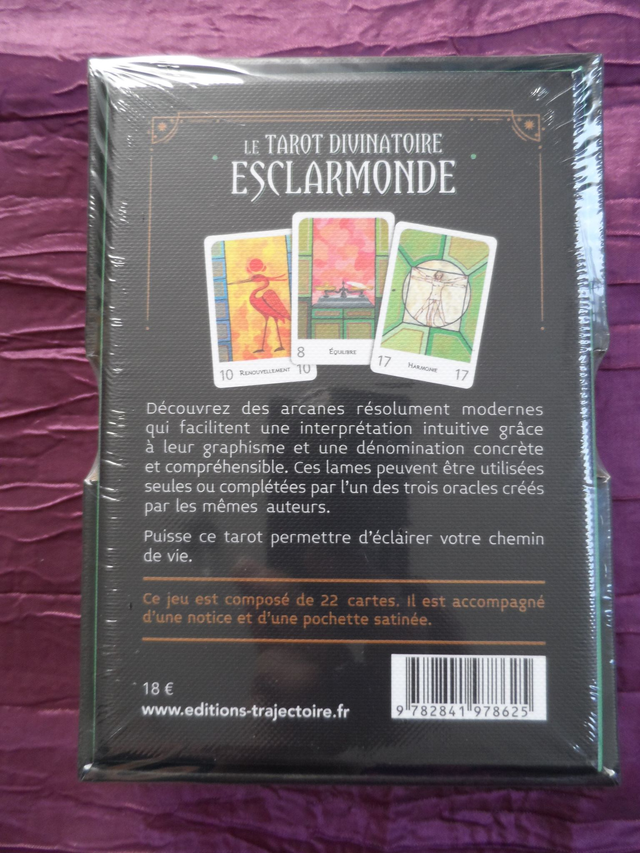 LE TAROT DIVINATOIRE
ESCLARMONDE
10 RENOUVELLEMENT 10
8 ÉQUILIBRE
17 HARMONIE 17
Découvrez des arcanes résolument modernes
qui facilitent une interprétation intuitive grâce
à leur graphisme et une dénomination concrète
et compréhensible. Ces lames peuvent être utilisées
seules ou complétées par l'un des trois oracles créés
par les mêmes auteurs.
Puisse ce tarot permettre d'éclairer votre chemin
de vie.
Ce jeu est composé de 22 cartes. Il est accompagné
d'une notice et d'une pochette satinée.
18 €
www.editions-trajectoire.fr
9 782841 978625